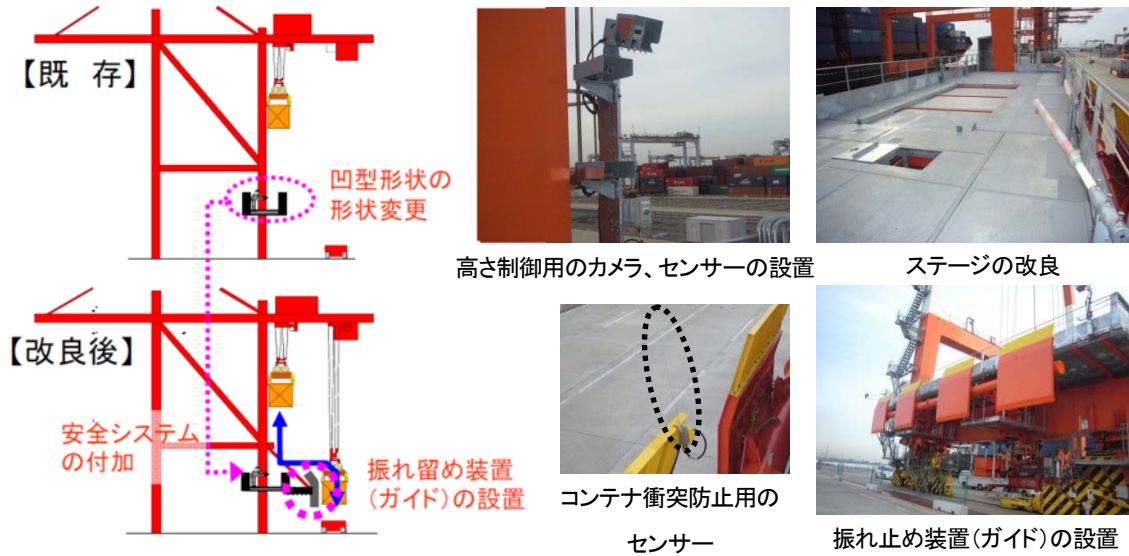 【既 存】
凹型形状の
形状変更
【改良後】
安全システム
の付加
振れ留め装置
(ガイド)の設置
高さ制御用のカメラ、センサーの設置
ステージの改良
コンテナ衝突防止用の
センサー
振れ止め装置(ガイド)の設置